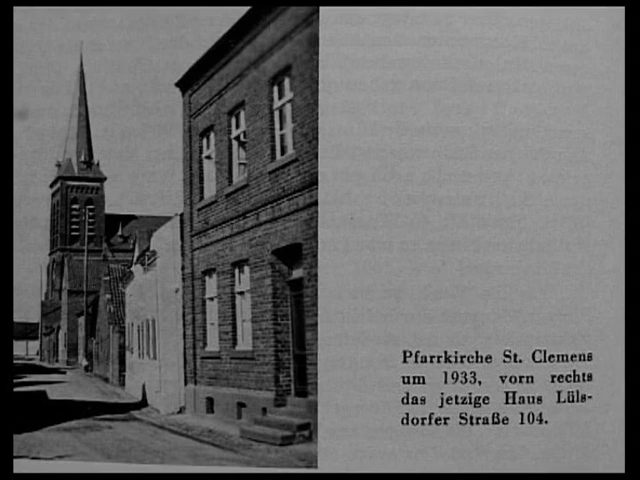 Pfarrkirche St. Clemens
um 1933, vorn rechts
das jetzige Haus Lüls-
dorfer Straße 104.